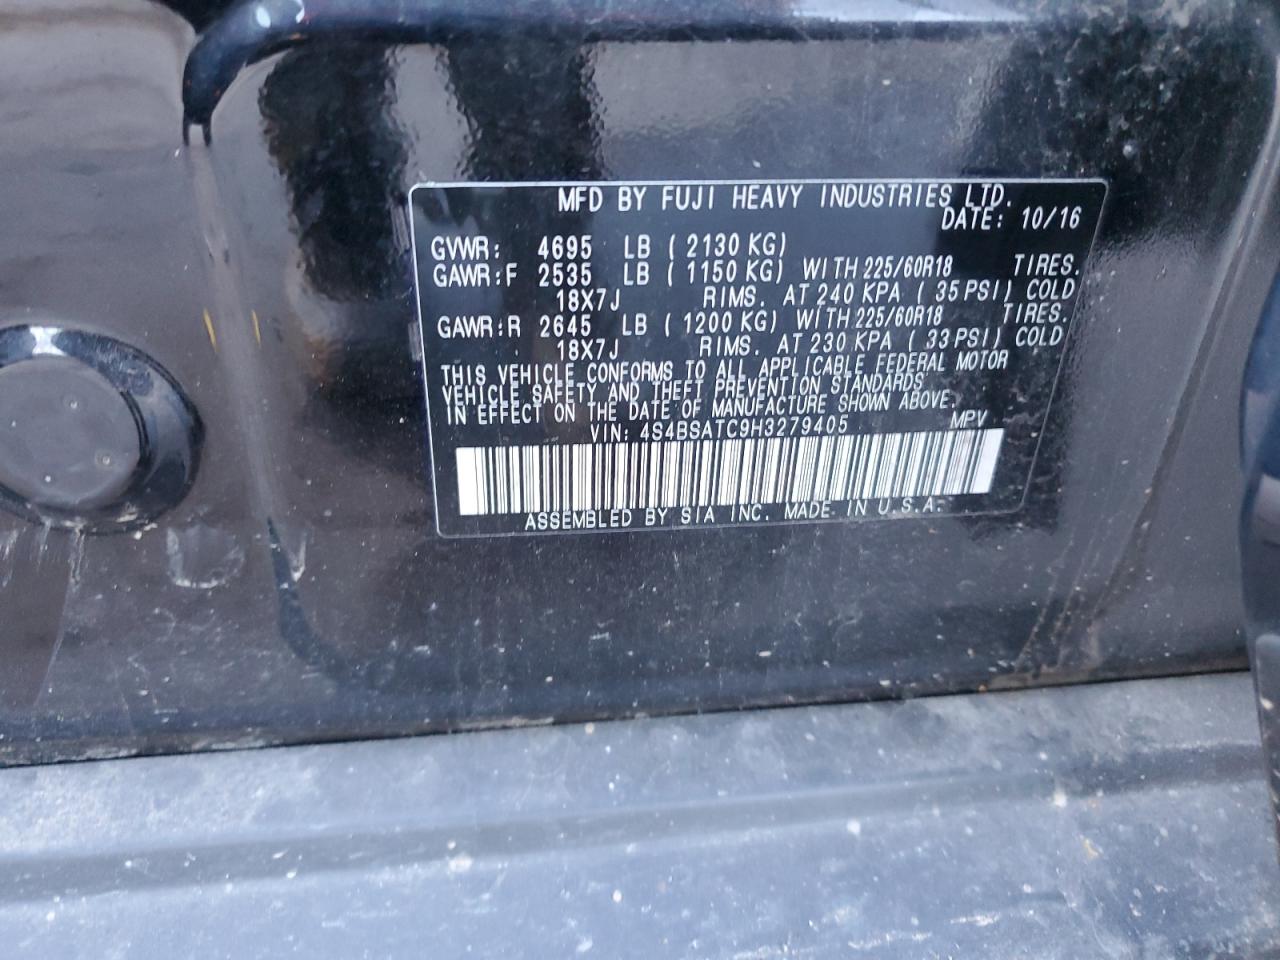 MFD BY FUJI HEAVY INDUSTRIES LTD.
DATE: 10/16
GVWR: 4695 LB ( 2130 KG)
GAWR:F 2535 LB ( 1150 KG) WITH 225/60R18 TIRES.
18X7J RIMS. AT 240 KPA ( 35 PSI) COLD
GAWR:R 2645 LB ( 1200 KG) WITH 225/60R18 TIRES.
18X7J RIMS. AT 230 KPA ( 33 PSI) COLD
THIS VEHICLE CONFORMS TO ALL APPLICABLE FEDERAL MOTOR
VEHICLE SAFETY AND THEFT PREVENTION STANDARDS
IN EFFECT ON THE DATE OF MANUFACTURE SHOWN ABOVE.
VIN: 4S4BSATC9H3279405 MPV
ASSEMBLED BY SIA INC. MADE IN U.S.A.